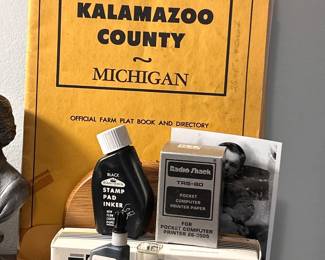 KALAMAZOO
COUNTY
~
MICHIGAN
OFFICIAL FARM PLAT BOOK AND DIRECTORY
BLACK
STAMP
PAD
INKER
Radio Shack
TRS-80
POCKET
COMPUTER
PRINTER PAPER
FOR
POCKET COMPUTER
PRINTER 26-3505